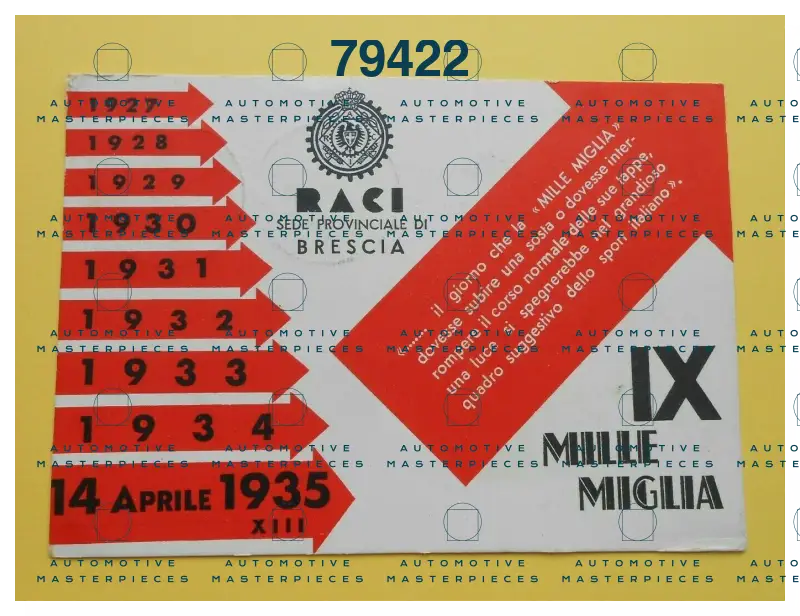 79422
1927
1928
1929
1930
1931
1932
1933
1934
14 APRILE 1935
XIII
RACI
SEDE PROVINCIALE DI
BRESCIA
il giorno che la « MILLE MIGLIA »
dovesse subire una sosta o dovesse inter-
rompere il corso normale delle sue tappe,
una luce si spegnerebbe nel grandioso
quadro suggestivo dello sport italiano ».
IX
MILLE
MIGLIA
AUTOMOTIVE
MASTERPIECES